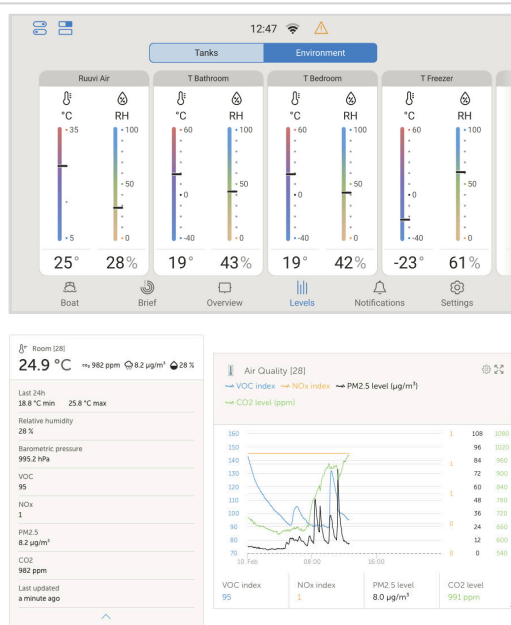 12:47
Tanks Environment
Ruuvi Air T Bathroom T Bedroom T Freezer
°C RH °C RH °C RH °C RH
35 100 60 100 60 100 60 100
50 0 50 0 50 0 50
5 0 -40 0 -40 0 -40 0
25° 28% 19° 43% 19° 42% -23° 61%
Boat Brief Overview Levels Notifications Settings
Room [28]
24.9 °C CO₂ 982 ppm 8.2 µg/m³ 28 %
Last 24h
18.8 °C min 25.8 °C max
Relative humidity
28 %
Barometric pressure
995.2 hPa
VOC
95
NOx
1
PM2.5
8.2 µg/m³
CO2
982 ppm
Last updated
a minute ago
Air Quality [28]
VOC index NOx index PM2.5 level (µg/m³)
CO2 level (ppm)
160 1 108 1080
150 96 1020
140 1 84 960
130 72 900
120 60 840
110 1 48 780
100 36 720
90 0 24 660
80 12 600
70 0 0 540
10. Feb 08:00 16:00
VOC index NOx index PM2.5 level CO2 level
95 1 8.0 µg/m³ 991 ppm